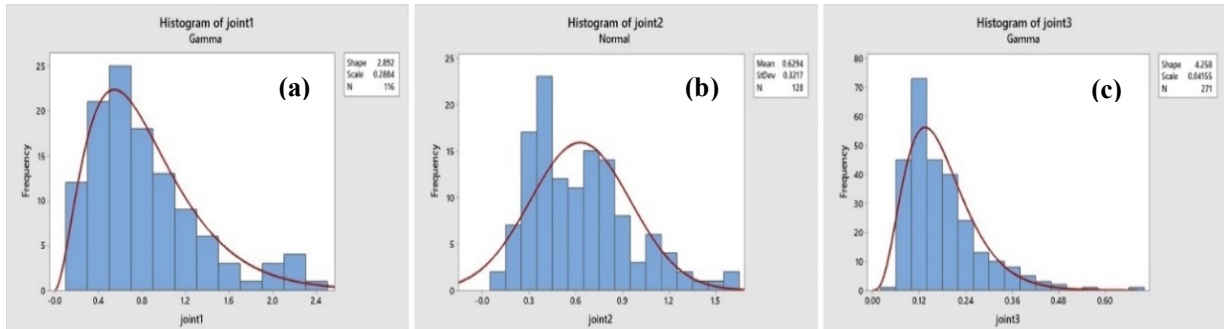 Histogram of joint1
Gamma
Shape 2.892
Scale 0.2884
N 116
(a)
Frequency
25
20
15
10
5
0
-0.0 0.4 0.8 1.2 1.6 2.0 2.4
joint1
Histogram of joint2
Normal
Mean 0.6294
StDev 0.3217
N 128
(b)
Frequency
25
20
15
10
5
0
-0.0 0.3 0.6 0.9 1.2 1.5
joint2
Histogram of joint3
Gamma
Shape 4.258
Scale 0.04155
N 271
(c)
Frequency
80
70
60
50
40
30
20
10
0
0.00 0.12 0.24 0.36 0.48 0.60
joint3